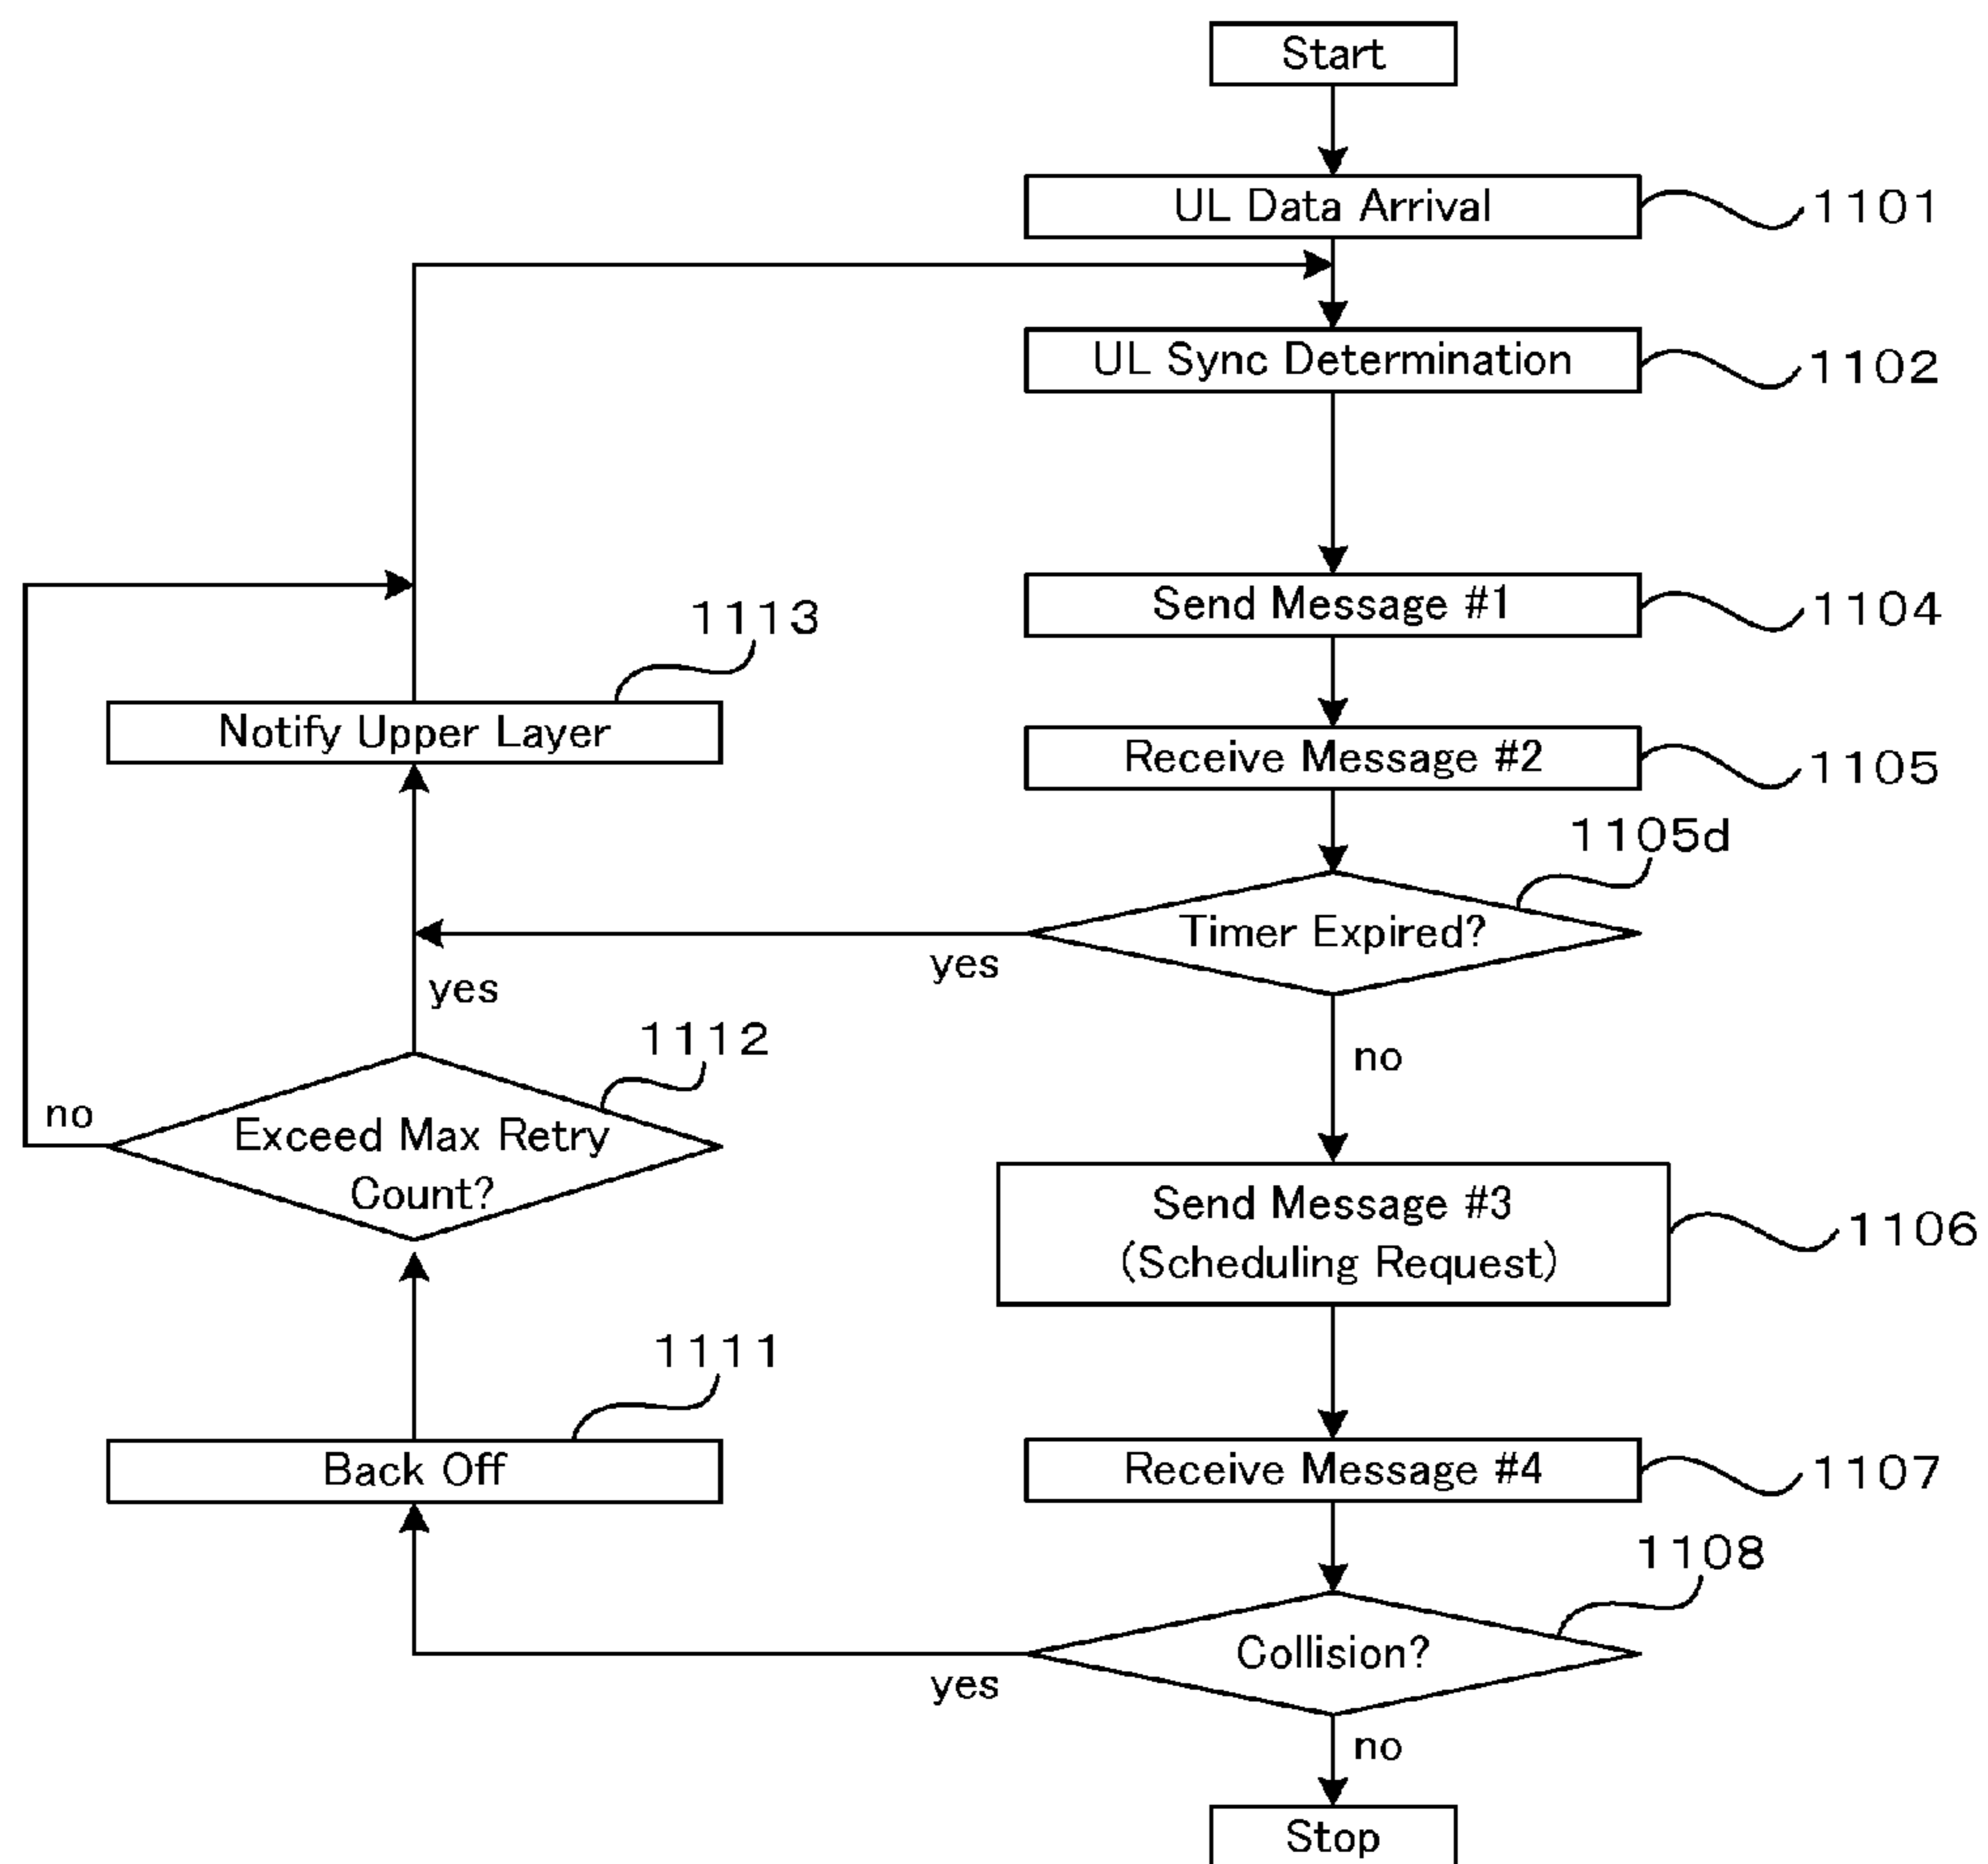 Start
UL Data Arrival
1101
UL Sync Determination
1102
Send Message #1
1104
1113
Notify Upper Layer
Receive Message #2
1105
1105d
Timer Expired?
yes
yes
no
1112
no
Exceed Max Retry
Count?
Send Message #3
(Scheduling Request)
1106
1111
Back Off
Receive Message #4
1107
1108
Collision?
yes
no
Stop